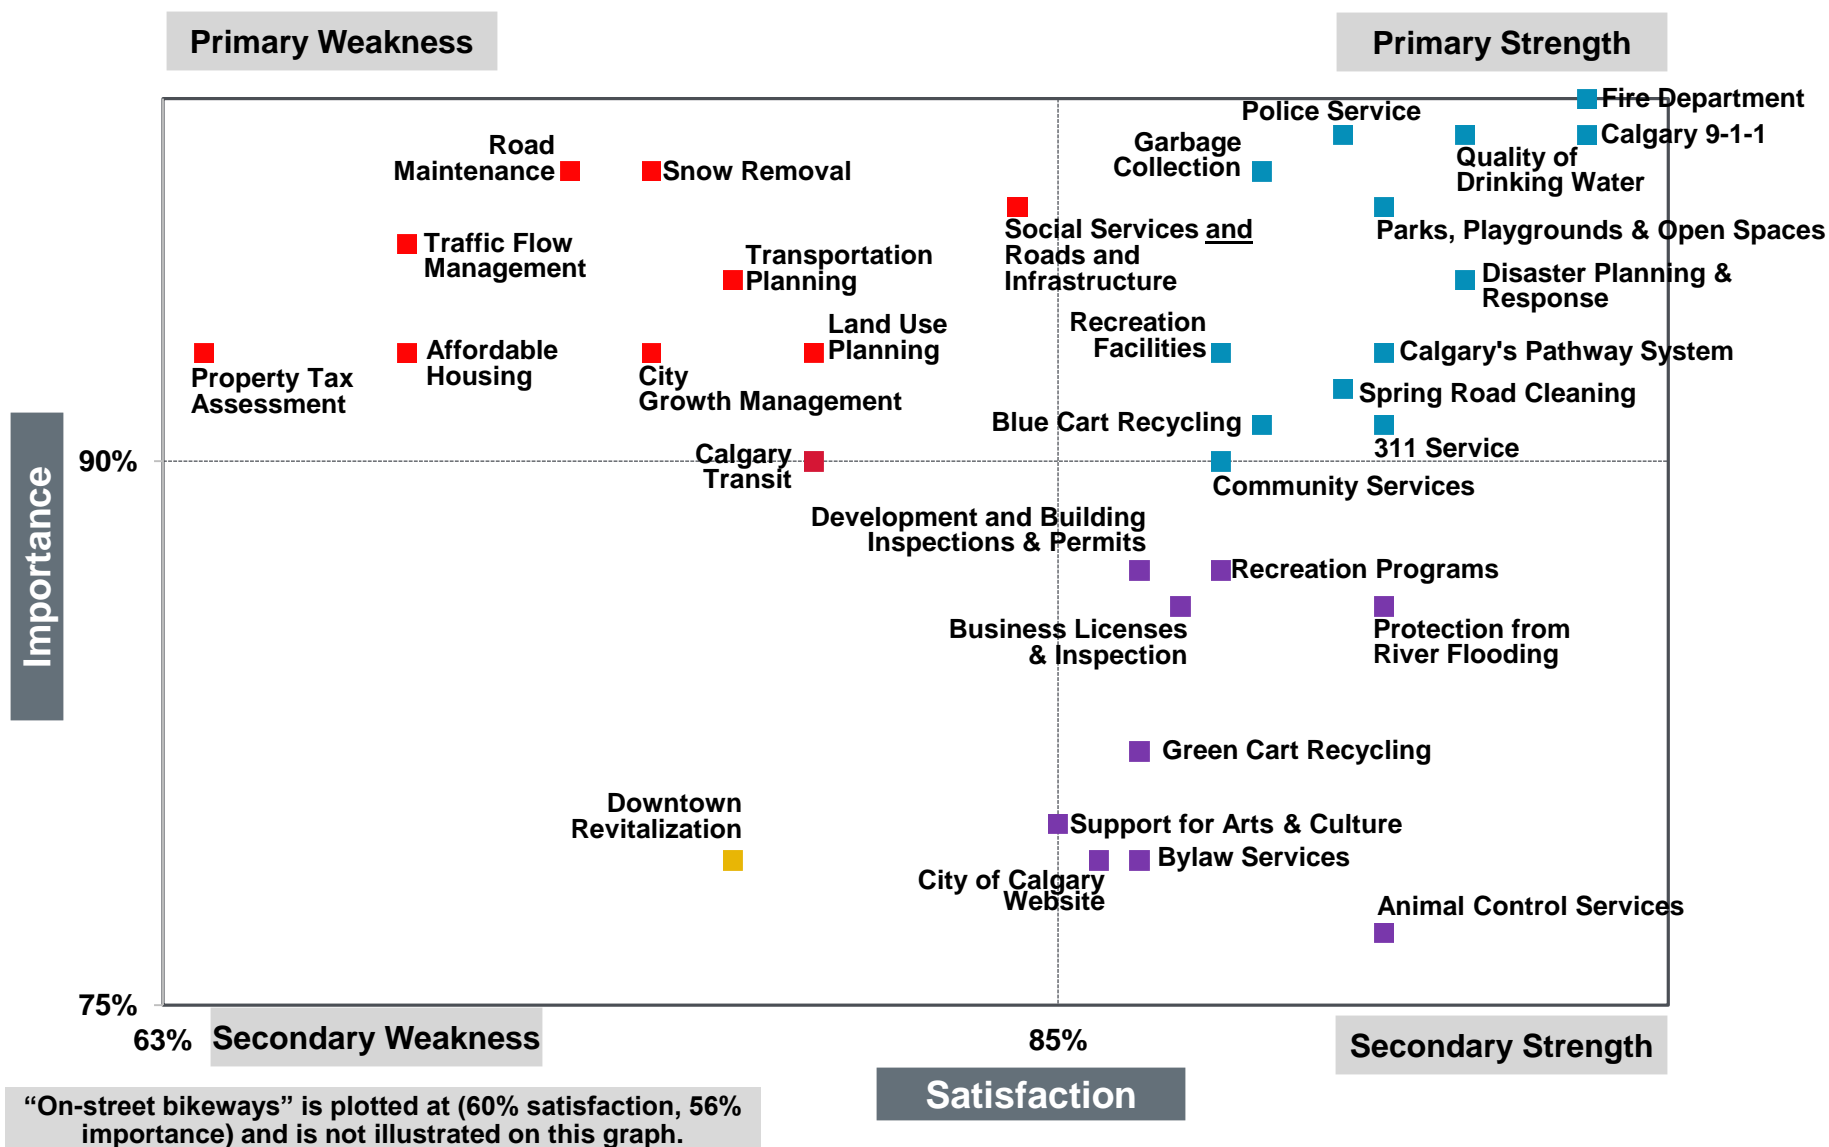 Primary Weakness
Primary Strength
Fire Department
Police Service
Calgary 9-1-1
Road
Maintenance
Snow Removal
Garbage
Collection
Quality of
Drinking Water
Social Services and
Roads and
Infrastructure
Parks, Playgrounds & Open Spaces
Traffic Flow
Management
Transportation
Planning
Disaster Planning &
Response
Land Use
Planning
Recreation
Facilities
Calgary's Pathway System
Property Tax
Assessment
Affordable
Housing
City
Growth Management
Spring Road Cleaning
Blue Cart Recycling
311 Service
90%
Calgary
Transit
Community Services
Importance
Development and Building
Inspections & Permits
Recreation Programs
Business Licenses
& Inspection
Protection from
River Flooding
Green Cart Recycling
Downtown
Revitalization
Support for Arts & Culture
Bylaw Services
City of Calgary
Website
Animal Control Services
75%
63%
Secondary Weakness
85%
Secondary Strength
Satisfaction
“On-street bikeways” is plotted at (60% satisfaction, 56%
importance) and is not illustrated on this graph.